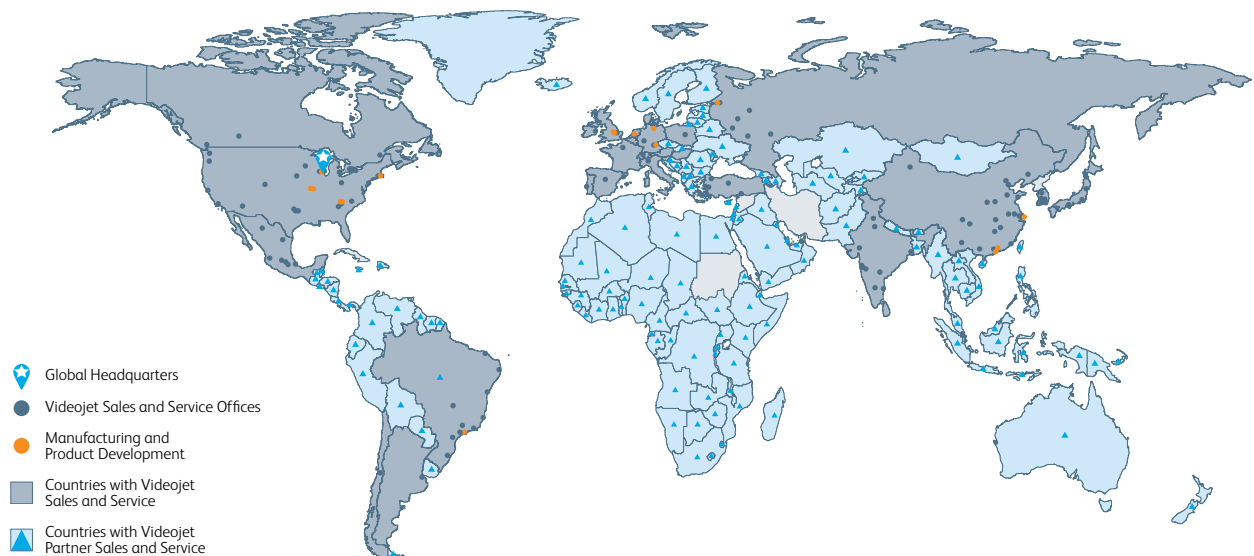 Global Headquarters
Videojet Sales and Service Offices
Manufacturing and
Product Development
Countries with Videojet
Sales and Service
Countries with Videojet
Partner Sales and Service